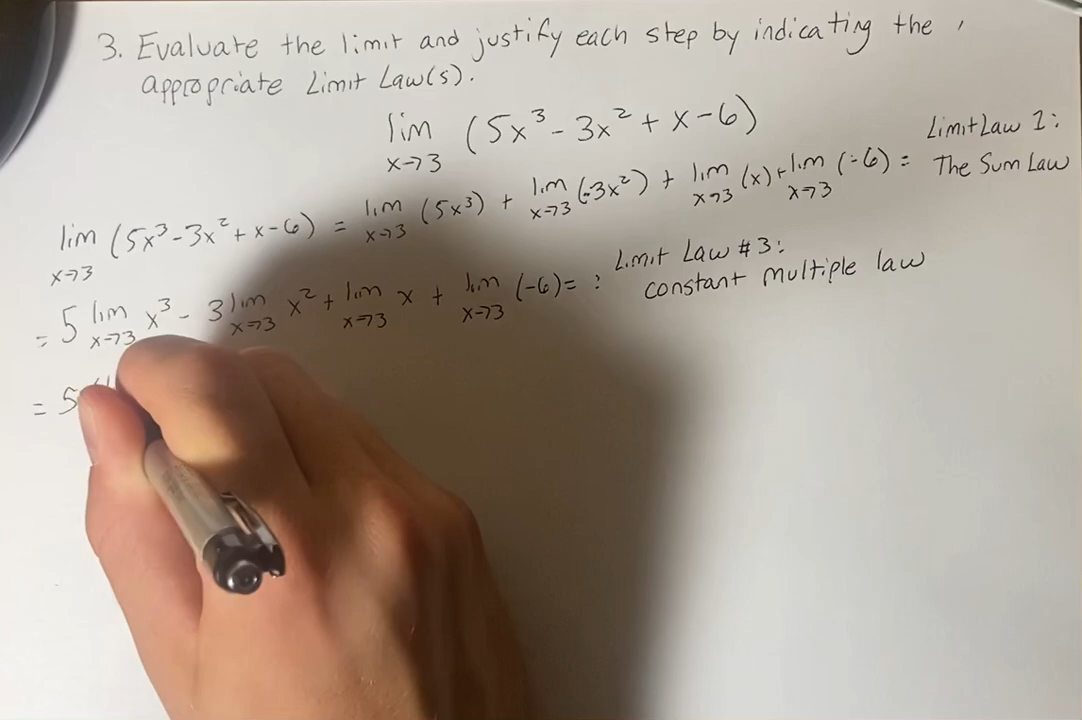 3. Evaluate the limit and justify each step by indicating the
appropriate Limit Law(s).
lim (5x³ - 3x² + x - 6)
x→3
lim (5x³ - 3x² + x - 6) = lim (5x³) + lim (-3x²) + lim (x) + lim (-6) = Limit Law 1: The Sum Law
x→3 x→3 x→3 x→3 x→3
= 5 lim x³ - 3 lim x² + lim x + lim (-6) = : Limit Law #3: constant multiple law
x→3 x→3 x→3 x→3
= 5